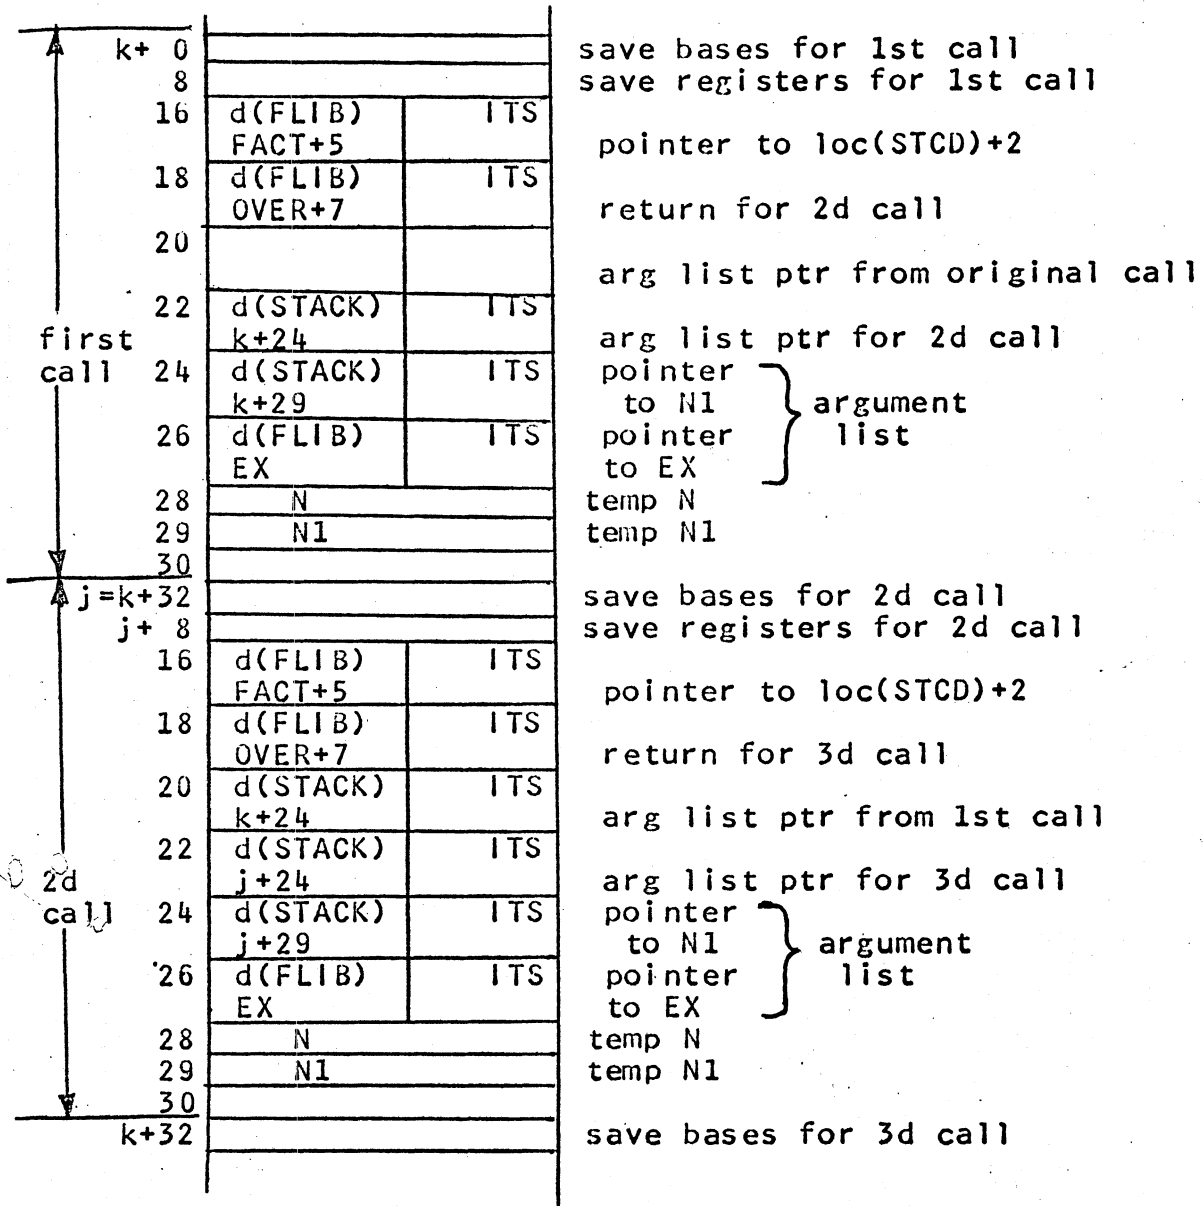 k+ 0 save bases for 1st call
8 save registers for 1st call
16 d(FLIB) ITS
FACT+5 pointer to loc(STCD)+2
18 d(FLIB) ITS
OVER+7 return for 2d call
20
arg list ptr from original call
22 d(STACK) ITS
first k+24 arg list ptr for 2d call
call 24 d(STACK) ITS pointer
k+29 to N1 argument
26 d(FLIB) ITS pointer list
EX to EX
28 N temp N
29 N1 temp N1
30
j=k+32 save bases for 2d call
j+ 8 save registers for 2d call
16 d(FLIB) ITS
FACT+5 pointer to loc(STCD)+2
18 d(FLIB) ITS
OVER+7 return for 3d call
20 d(STACK) ITS
k+24 arg list ptr from 1st call
22 d(STACK) ITS
2d j+24 arg list ptr for 3d call
call 24 d(STACK) ITS pointer
j+29 to N1 argument
26 d(FLIB) ITS pointer list
EX to EX
28 N temp N
29 N1 temp N1
30
k+32 save bases for 3d call